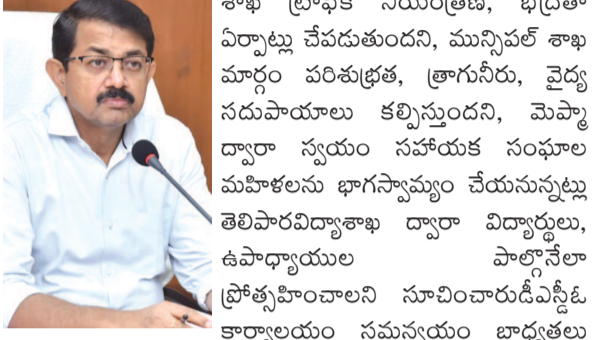 శాఖ ట్రాఫిక్ నియంత్రణ, భద్రతా
ఏర్పాట్లు చేపడుతుందని, మున్సిపల్ శాఖ
మార్గం పరిశుభ్రత, త్రాగునీరు, వైద్య
సదుపాయాలు కల్పిస్తుందని, మెప్మా
ద్వారా స్వయం సహాయక సంఘాల
మహిళలను భాగస్వామ్యం చేయనున్నట్లు
తెలిపారవిద్యాశాఖ ద్వారా విద్యార్థులు,
ఉపాధ్యాయుల పాల్గొనేలా
ప్రోత్సహించాలని సూచించారుడీఎస్డీఓ
కార్యాలయం సమన్వయం బాధ్యతలు